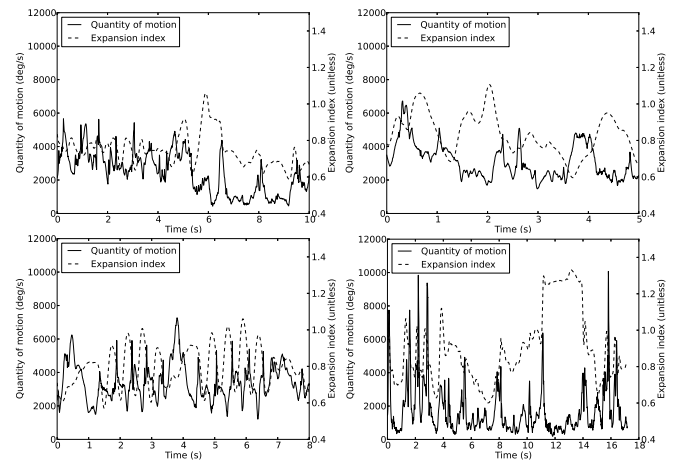 12000
10000
8000
6000
4000
2000
0
Quantity of motion (deg/s)
Quantity of motion
Expansion index
1.4
1.2
1.0
0.8
0.6
0.4
Expansion index (unitless)
0 2 4 6 8 10
Time (s)
12000
10000
8000
6000
4000
2000
0
Quantity of motion (deg/s)
Quantity of motion
Expansion index
1.4
1.2
1.0
0.8
0.6
0.4
Expansion index (unitless)
0 1 2 3 4 5
Time (s)
12000
10000
8000
6000
4000
2000
0
Quantity of motion (deg/s)
Quantity of motion
Expansion index
1.4
1.2
1.0
0.8
0.6
0.4
Expansion index (unitless)
0 1 2 3 4 5 6 7 8
Time (s)
12000
10000
8000
6000
4000
2000
0
Quantity of motion (deg/s)
Quantity of motion
Expansion index
1.4
1.2
1.0
0.8
0.6
0.4
Expansion index (unitless)
0 2 4 6 8 10 12 14 16 18
Time (s)